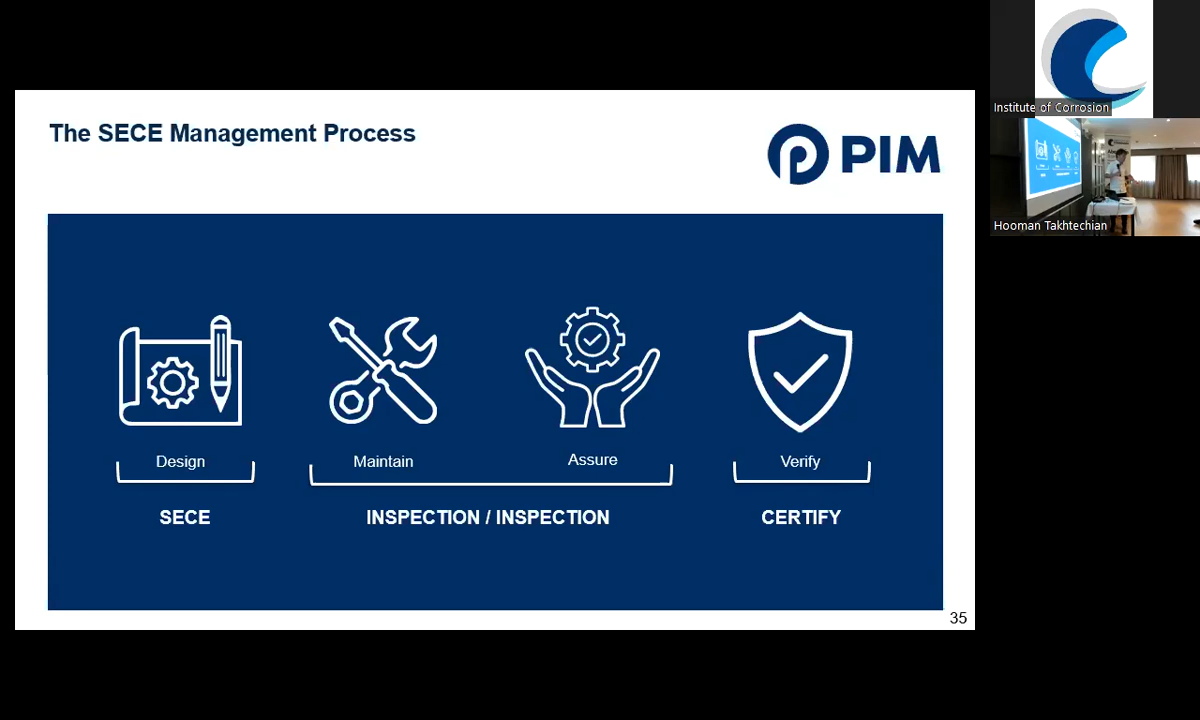 The SECE Management Process
PIM
Design
Maintain
Assure
Verify
SECE
INSPECTION / INSPECTION
CERTIFY
35
Institute of Corrosion
Hooman Takhtechian